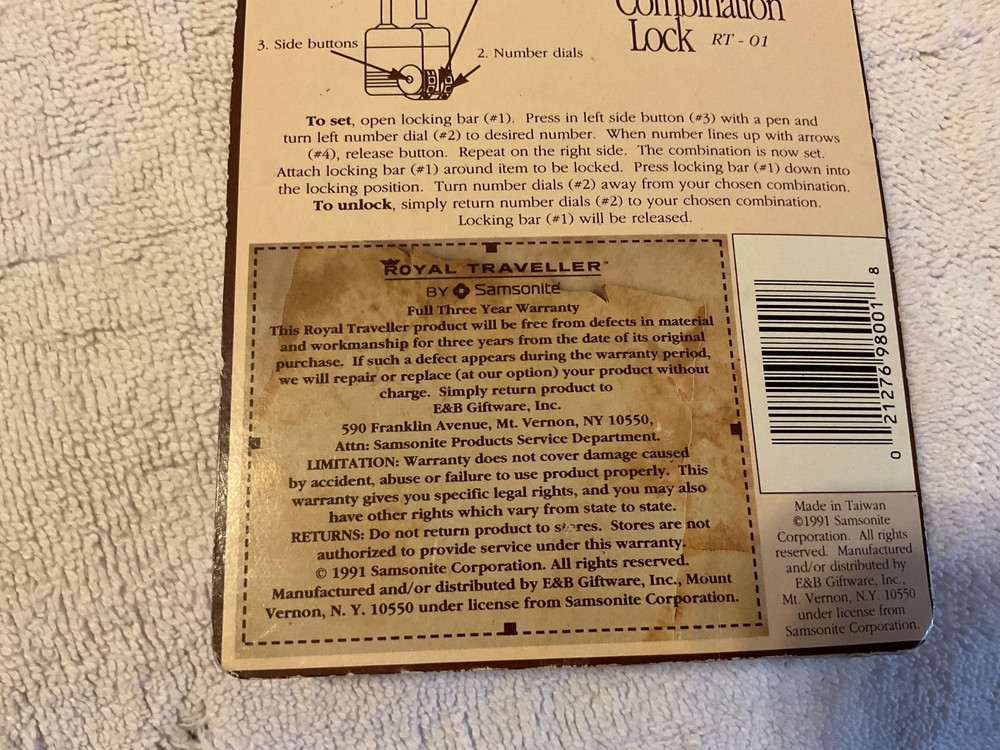 Combination
Lock RT - 01
3. Side buttons
2. Number dials
To set, open locking bar (#1). Press in left side button (#3) with a pen and
turn left number dial (#2) to desired number. When number lines up with arrows
(#4), release button. Repeat on the right side. The combination is now set.
Attach locking bar (#1) around item to be locked. Press locking bar (#1) down into
the locking position. Turn number dials (#2) away from your chosen combination.
To unlock, simply return number dials (#2) to your chosen combination.
Locking bar (#1) will be released.
ROYAL TRAVELLER™
BY Samsonite
Full Three Year Warranty
This Royal Traveller product will be free from defects in material
and workmanship for three years from the date of its original
purchase. If such a defect appears during the warranty period,
we will repair or replace (at our option) your product without
charge. Simply return product to
E&B Giftware, Inc.
590 Franklin Avenue, Mt. Vernon, NY 10550,
Attn: Samsonite Products Service Department.
LIMITATION: Warranty does not cover damage caused
by accident, abuse or failure to use product properly. This
warranty gives you specific legal rights, and you may also
have other rights which vary from state to state.
RETURNS: Do not return product to stores. Stores are not
authorized to provide service under this warranty.
© 1991 Samsonite Corporation. All rights reserved.
Manufactured and/or distributed by E&B Giftware, Inc., Mount
Vernon, N. Y. 10550 under license from Samsonite Corporation.
0 21276 98001 8
Made in Taiwan
©1991 Samsonite
Corporation. All rights
reserved. Manufactured
and/or distributed by
E&B Giftware, Inc.,
Mt. Vernon, N.Y. 10550
under license from
Samsonite Corporation.